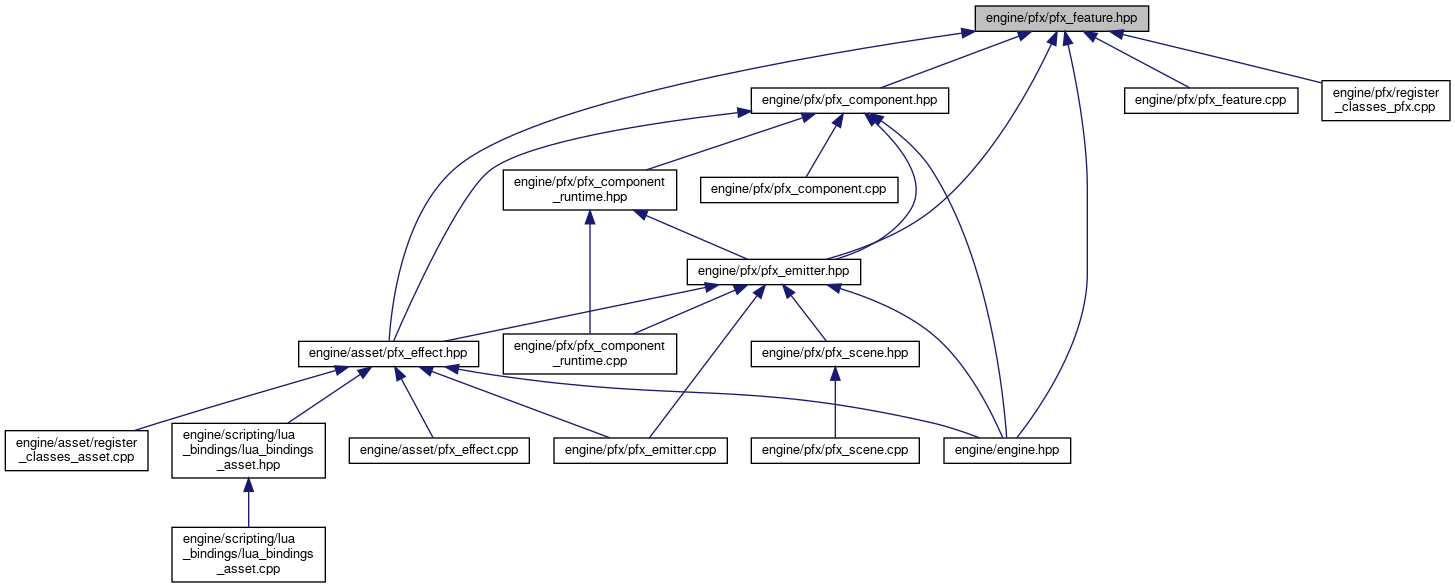 engine/pfx/pfx_feature.hpp
engine/pfx/pfx_component.hpp
engine/pfx/pfx_feature.cpp
engine/pfx/register
_classes_pfx.cpp
engine/pfx/pfx_component
_runtime.hpp
engine/pfx/pfx_component.cpp
engine/pfx/pfx_emitter.hpp
engine/asset/pfx_effect.hpp
engine/pfx/pfx_component
_runtime.cpp
engine/pfx/pfx_scene.hpp
engine/asset/register
_classes_asset.cpp
engine/scripting/lua
_bindings/lua_bindings
_asset.hpp
engine/asset/pfx_effect.cpp
engine/pfx/pfx_emitter.cpp
engine/pfx/pfx_scene.cpp
engine/engine.hpp
engine/scripting/lua
_bindings/lua_bindings
_asset.cpp